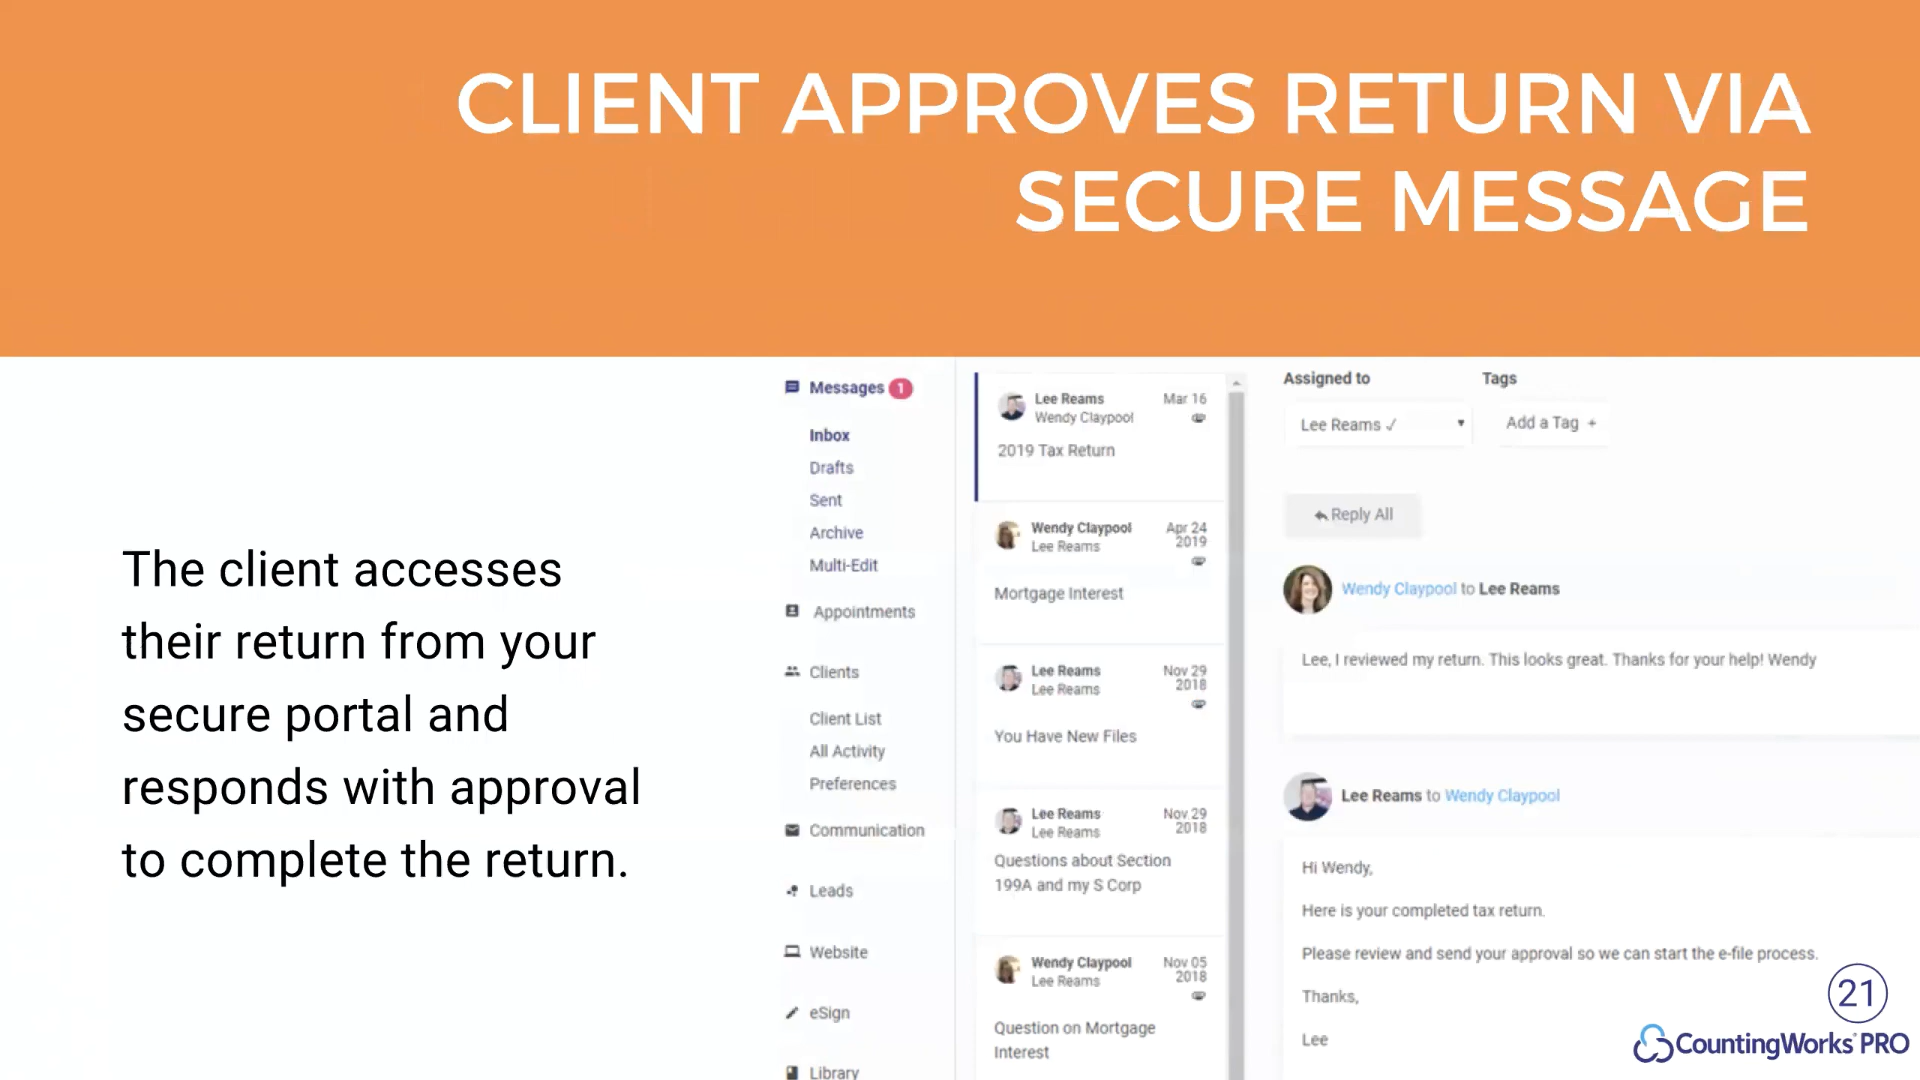 CLIENT APPROVES RETURN VIA
SECURE MESSAGE
The client accesses
their return from your
secure portal and
responds with approval
to complete the return.
Messages 1
Inbox
Drafts
Sent
Archive
Multi-Edit
Appointments
Clients
Client List
All Activity
Preferences
Communication
Leads
Website
eSign
Library
Lee Reams Mar 16
Wendy Claypool
2019 Tax Return
Wendy Claypool Apr 24
Lee Reams 2019
Mortgage Interest
Lee Reams Nov 29
Lee Reams 2018
You Have New Files
Lee Reams Nov 29
Lee Reams 2018
Questions about Section
199A and my S Corp
Wendy Claypool Nov 05
Lee Reams 2018
Question on Mortgage
Interest
Assigned to Tags
Lee Reams ✓ Add a Tag +
Reply All
Wendy Claypool to Lee Reams
Lee, I reviewed my return. This looks great. Thanks for your help! Wendy
Lee Reams to Wendy Claypool
Hi Wendy,
Here is your completed tax return.
Please review and send your approval so we can start the e-file process.
Thanks,
Lee
21
CountingWorks PRO